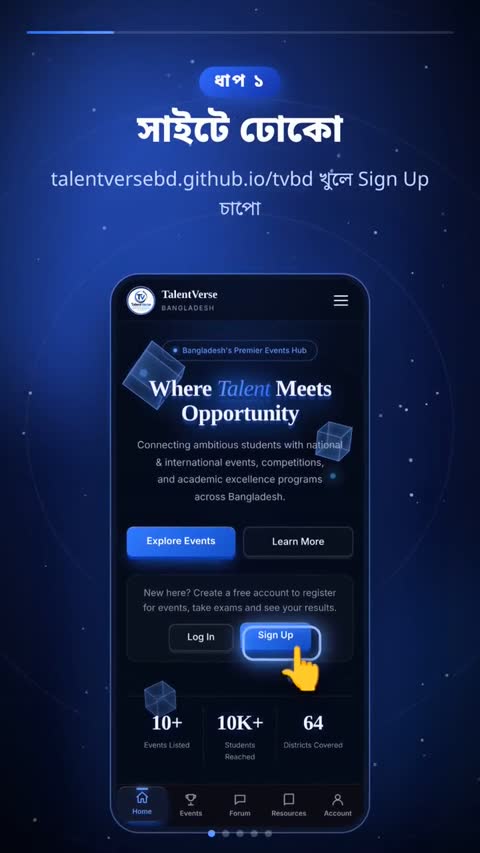 ধাপ ১
সাইটে ঢোকো
talentversebd.github.io/tvbd খুলে Sign Up
চাপো
TalentVerse
BANGLADESH
Bangladesh's Premier Events Hub
Where Talent Meets
Opportunity
Connecting ambitious students with national
& international events, competitions,
and academic excellence programs
across Bangladesh.
Explore Events
Learn More
New here? Create a free account to register
for events, take exams and see your results.
Log In
Sign Up
10+
10K+
64
Events Listed
Students
Reached
Districts Covered
Home
Events
Forum
Resources
Account